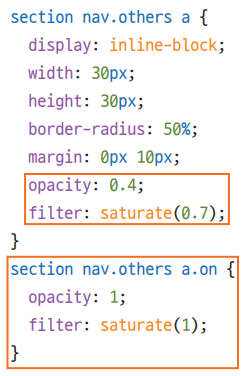 section nav.others a {
display: inline-block;
width: 30px;
height: 30px;
border-radius: 50%;
margin: 0px 10px;
opacity: 0.4;
filter: saturate(0.7);
}
section nav.others a.on {
opacity: 1;
filter: saturate(1);
}